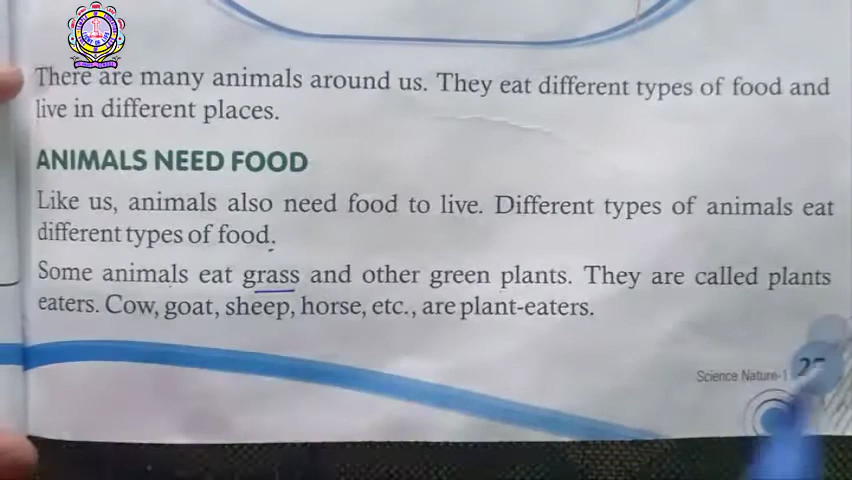 There are many animals around us. They eat different types of food and
live in different places.
ANIMALS NEED FOOD
Like us, animals also need food to live. Different types of animals eat
different types of food.
Some animals eat grass and other green plants. They are called plants
eaters. Cow, goat, sheep, horse, etc., are plant-eaters.
Science Nature-1